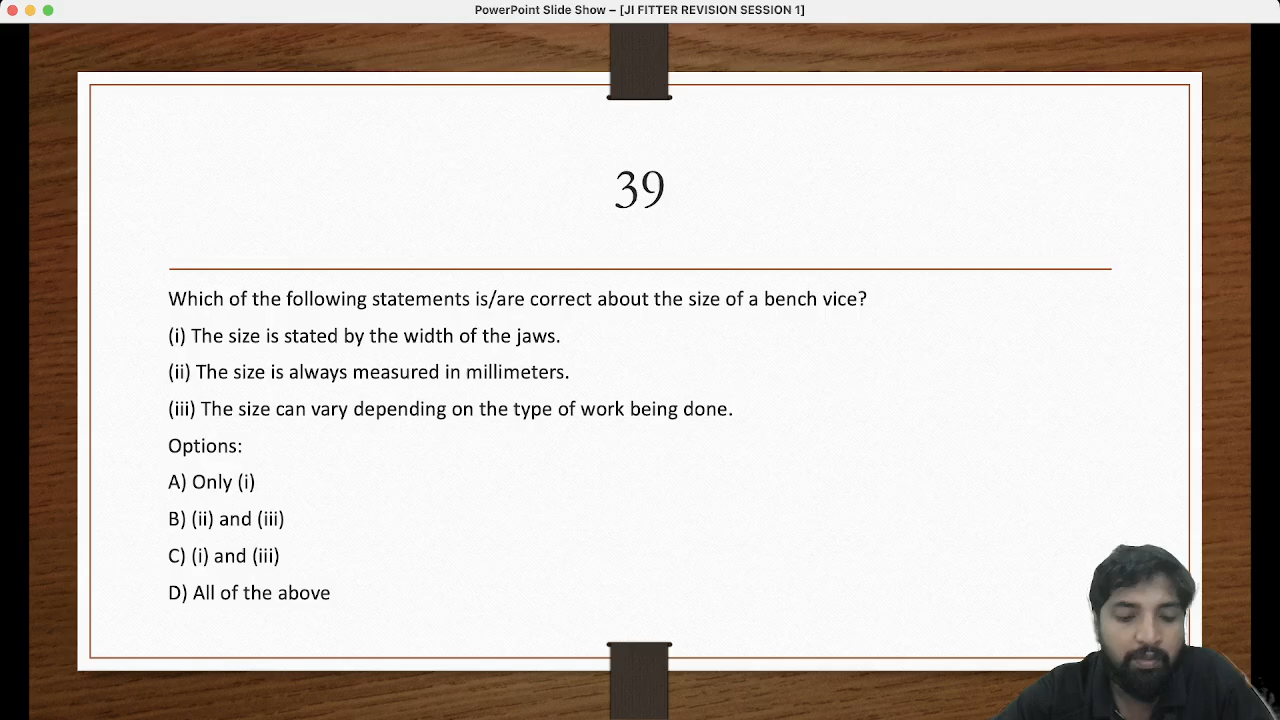 PowerPoint Slide Show – [JI FITTER REVISION SESSION 1]
39
Which of the following statements is/are correct about the size of a bench vice?
(i) The size is stated by the width of the jaws.
(ii) The size is always measured in millimeters.
(iii) The size can vary depending on the type of work being done.
Options:
A) Only (i)
B) (ii) and (iii)
C) (i) and (iii)
D) All of the above